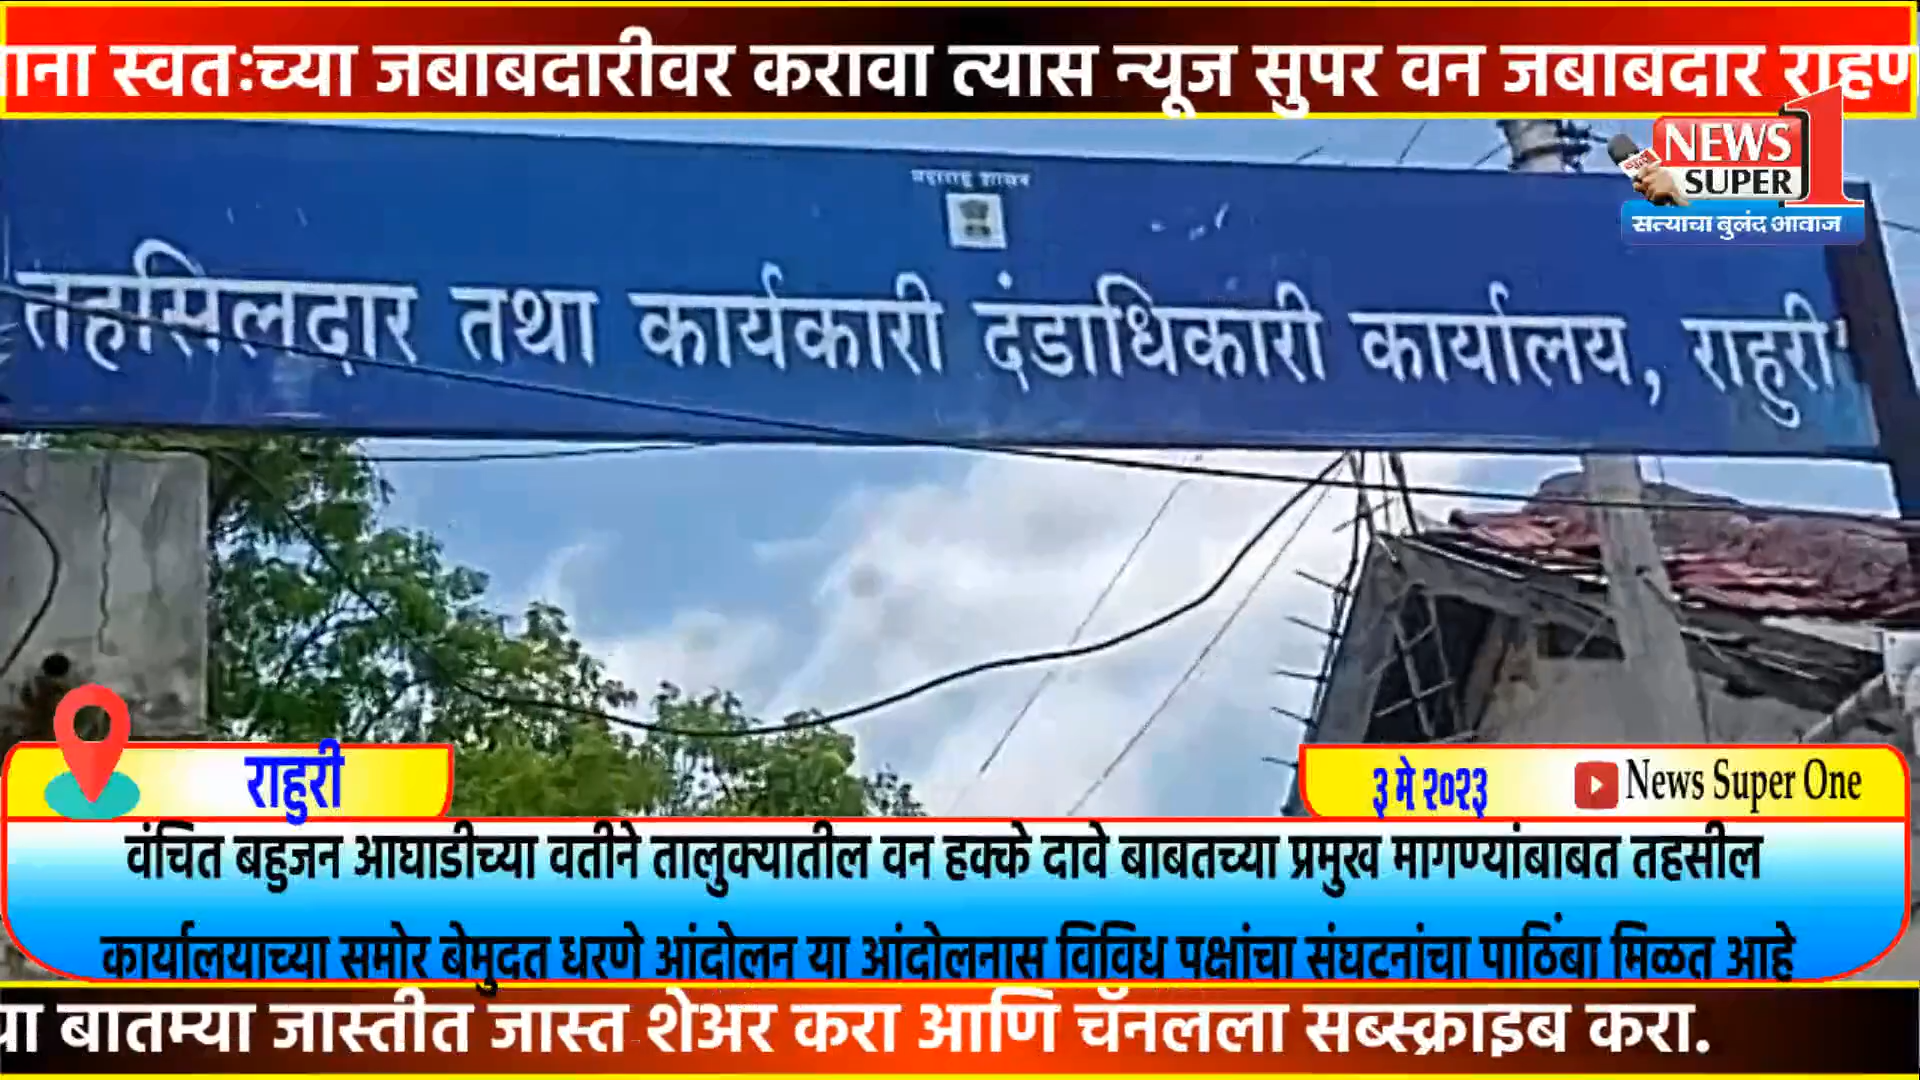 ाना स्वतःच्या जबाबदारीवर करावा त्यास न्यूज सुपर वन जबाबदार राहण
NEWS
SUPER 1
सत्याचा बुलंद आवाज
महाराष्ट्र शासन
तहसिलदार तथा कार्यकारी दंडाधिकारी कार्यालय, राहुरी
राहुरी
३ मे २०२३
News Super One
वंचित बहुजन आघाडीच्या वतीने तालुक्यातील वन हक्के दावे बाबतच्या प्रमुख मागण्यांबाबत तहसील
कार्यालयाच्या समोर बेमुदत धरणे आंदोलन या आंदोलनास विविध पक्षांचा संघटनांचा पाठिंबा मिळत आहे
या बातम्या जास्तीत जास्त शेअर करा आणि चॅनलला सब्स्क्राइब करा.